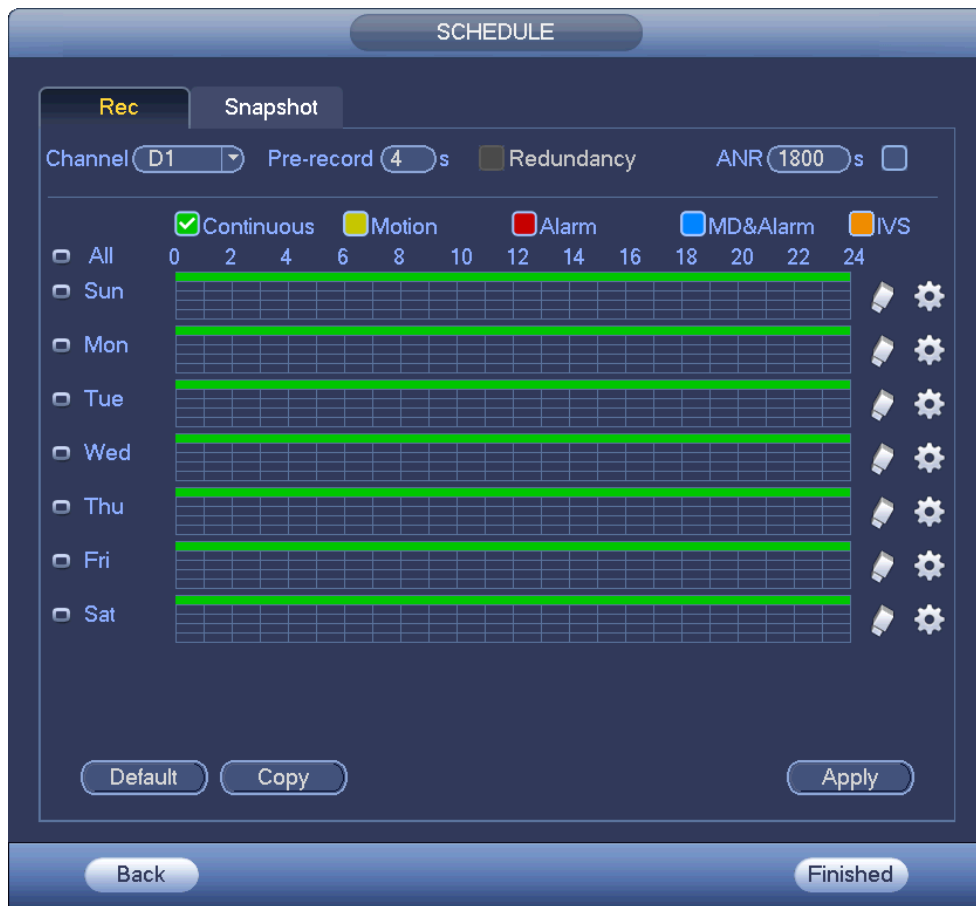 SCHEDULE
Rec Snapshot
Channel D1 Pre-record 4 s Redundancy ANR 1800 s
Continuous Motion Alarm MD&Alarm IVS
All 0 2 4 6 8 10 12 14 16 18 20 22 24
Sun
Mon
Tue
Wed
Thu
Fri
Sat
Default Copy Apply
Back Finished